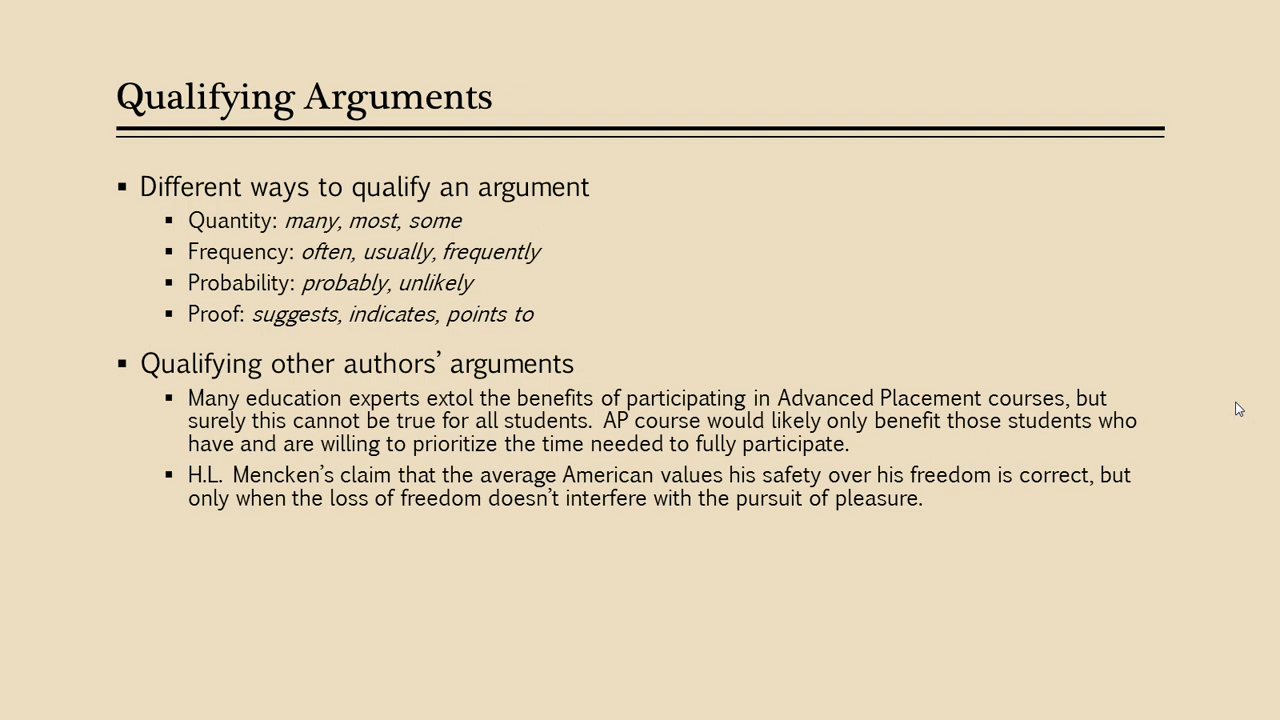 Qualifying Arguments
▪ Different ways to qualify an argument
▪ Quantity: many, most, some
▪ Frequency: often, usually, frequently
▪ Probability: probably, unlikely
▪ Proof: suggests, indicates, points to
▪ Qualifying other authors’ arguments
▪ Many education experts extol the benefits of participating in Advanced Placement courses, but
surely this cannot be true for all students.  AP course would likely only benefit those students who
have and are willing to prioritize the time needed to fully participate.
▪ H.L. Mencken’s claim that the average American values his safety over his freedom is correct, but
only when the loss of freedom doesn’t interfere with the pursuit of pleasure.